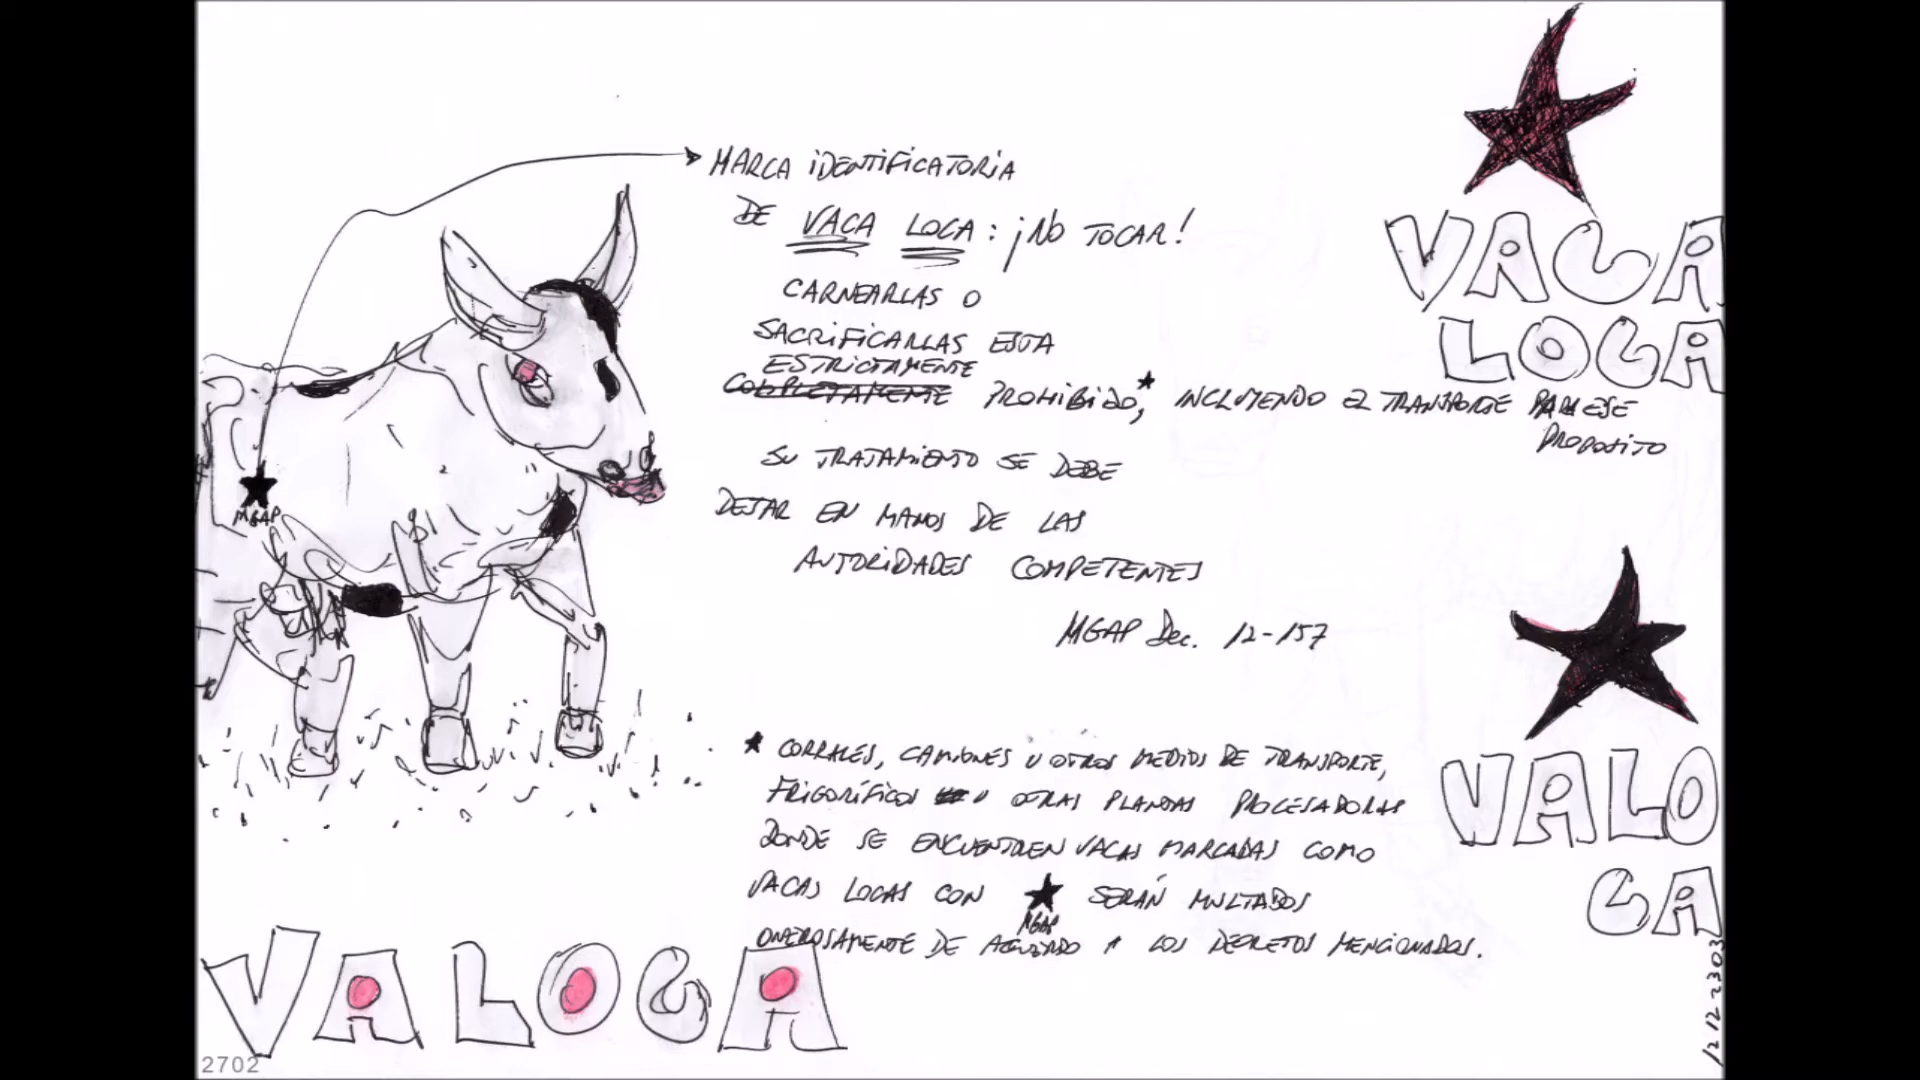 MARCA IDENTIFICATORIA
DE VACA LOCA: ¡NO TOCAR!
CARNEARLAS O
SACRIFICARLAS ESTA
ESTRICTAMENTE
COMPLETAMENTE PROHIBIDO,★ INCLUYENDO EL TRANSPORTE PARA ESE
PROPOSITO
SU TRATAMIENTO SE DEBE
DEJAR EN MANOS DE LAS
AUTORIDADES COMPETENTES
MGAP Dec. 12-157
★ CORRALES, CAMIONES U OTROS MEDIOS DE TRANSPORTE,
FRIGORÍFICOS U OTRAS PLANTAS PROCESADORAS
DONDE SE ENCUENTREN VACAS MARCADAS COMO
VACAS LOCAS CON ★ SERÁN MULTADOS
MGAP
ONEROSAMENTE DE ACUERDO A LOS DECRETOS MENCIONADOS.
MGAP
VACA
LOCA
VALO
CA
VALOCA
2702